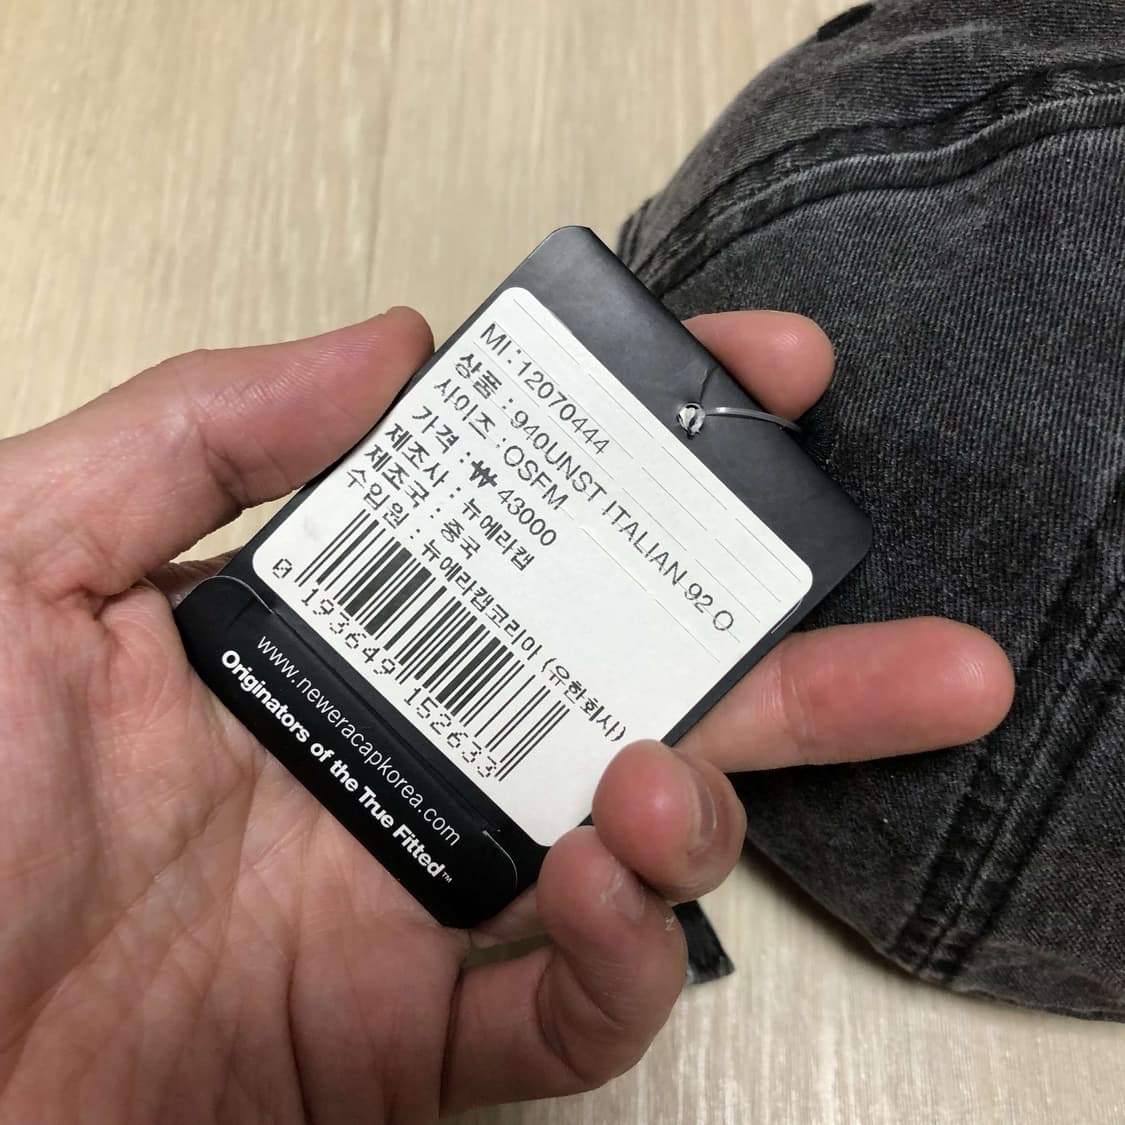 MI:12070444
상품 : 940UNST ITALIAN 92 O
사이즈 : OSFM
가격 : ₩ 43000
제조사 : 뉴에라캡
제조국 : 중국
수입원 : 뉴에라캡코리아 (유한회사)
0 193649 152633
www.neweracapkorea.com
Originators of the True Fitted™